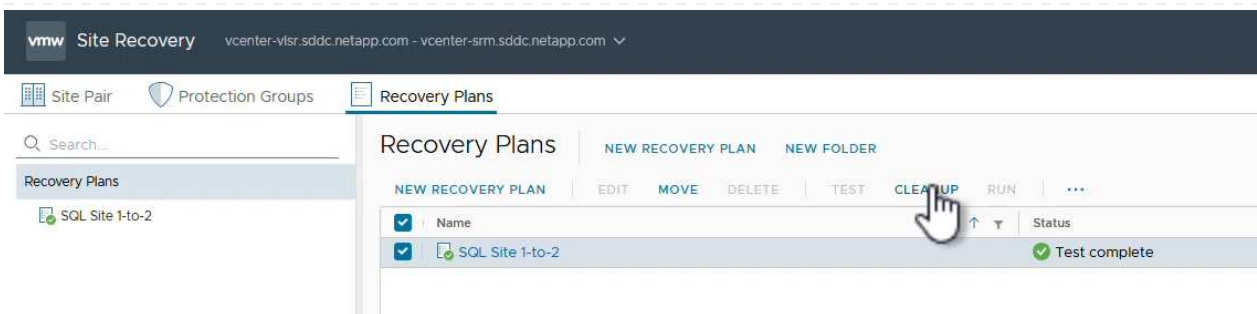 vmw Site Recovery vcenter-vlsr.sddc.netapp.com - vcenter-srm.sddc.netapp.com
Site Pair Protection Groups Recovery Plans
Search...
Recovery Plans
SQL Site 1-to-2
Recovery Plans NEW RECOVERY PLAN NEW FOLDER
NEW RECOVERY PLAN EDIT MOVE DELETE TEST CLEANUP RUN ...
Name Status
SQL Site 1-to-2 Test complete